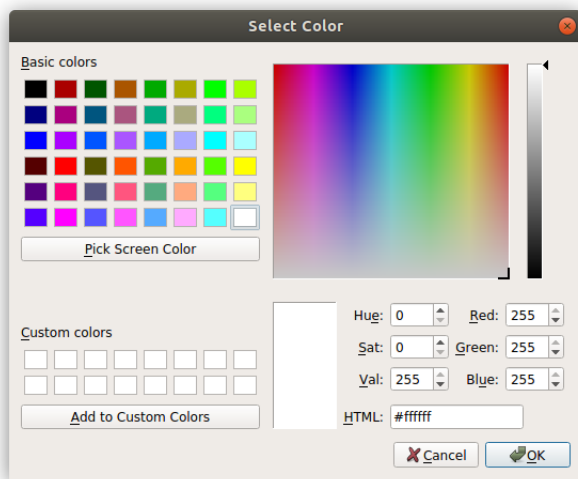 Select Color
Basic colors
Pick Screen Color
Custom colors
Add to Custom Colors
Hue: 0 Red: 255
Sat: 0 Green: 255
Val: 255 Blue: 255
HTML: #ffffff
Cancel OK